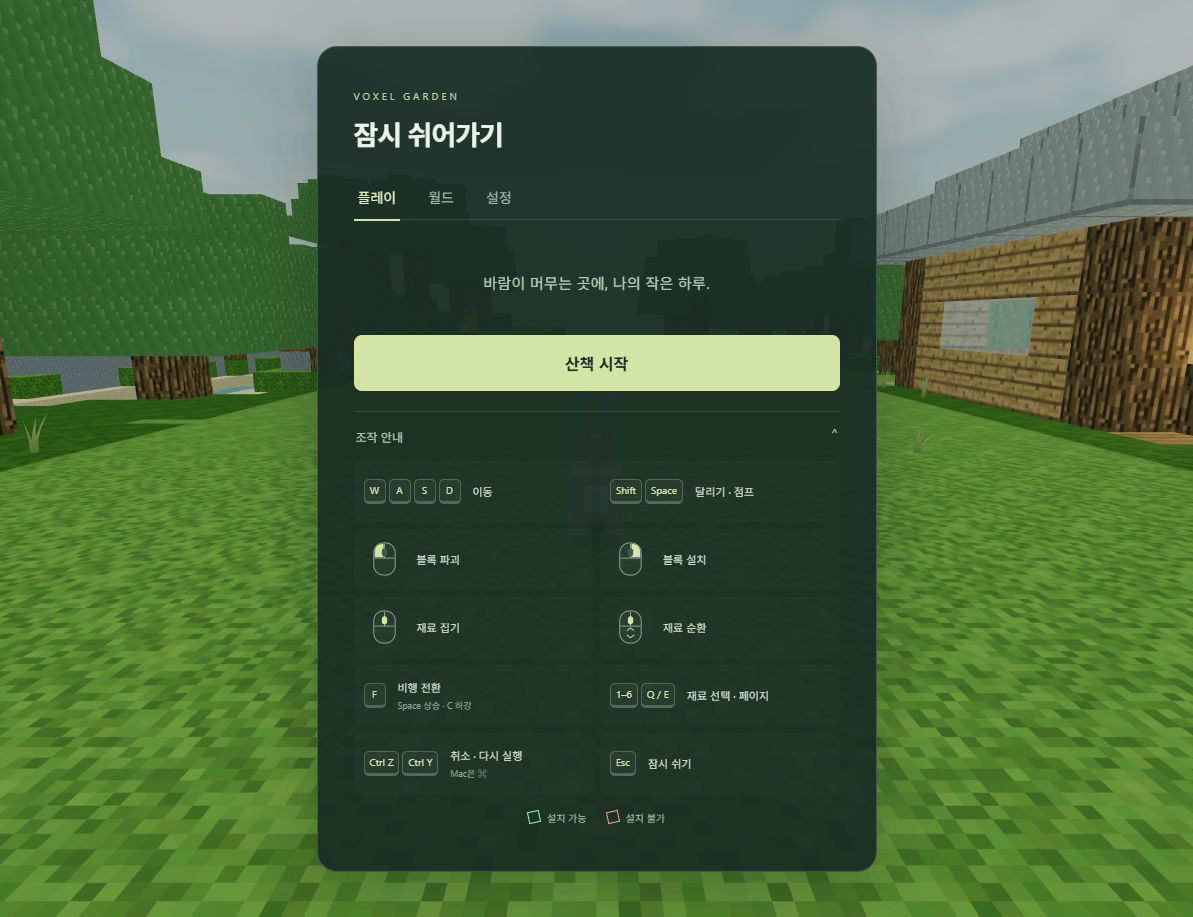 VOXEL GARDEN
잠시 쉬어가기
플레이 월드 설정
바람이 머무는 곳에, 나의 작은 하루.
산책 시작
조작 안내 ^
W A S D 이동
Shift Space 달리기 · 점프
블록 파괴
블록 설치
재료 집기
재료 순환
F 비행 전환
Space 상승 · C 하강
1–6 Q / E 재료 선택 · 페이지
Ctrl Z Ctrl Y 취소 · 다시 실행
Mac은 ⌘
Esc 잠시 쉬기
설치 가능 설치 불가